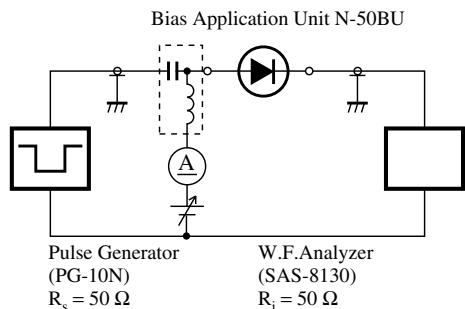 Bias Application Unit N-50BU
A
Pulse Generator
(PG-10N)
Rs = 50 Ω
W.F.Analyzer
(SAS-8130)
Ri = 50 Ω